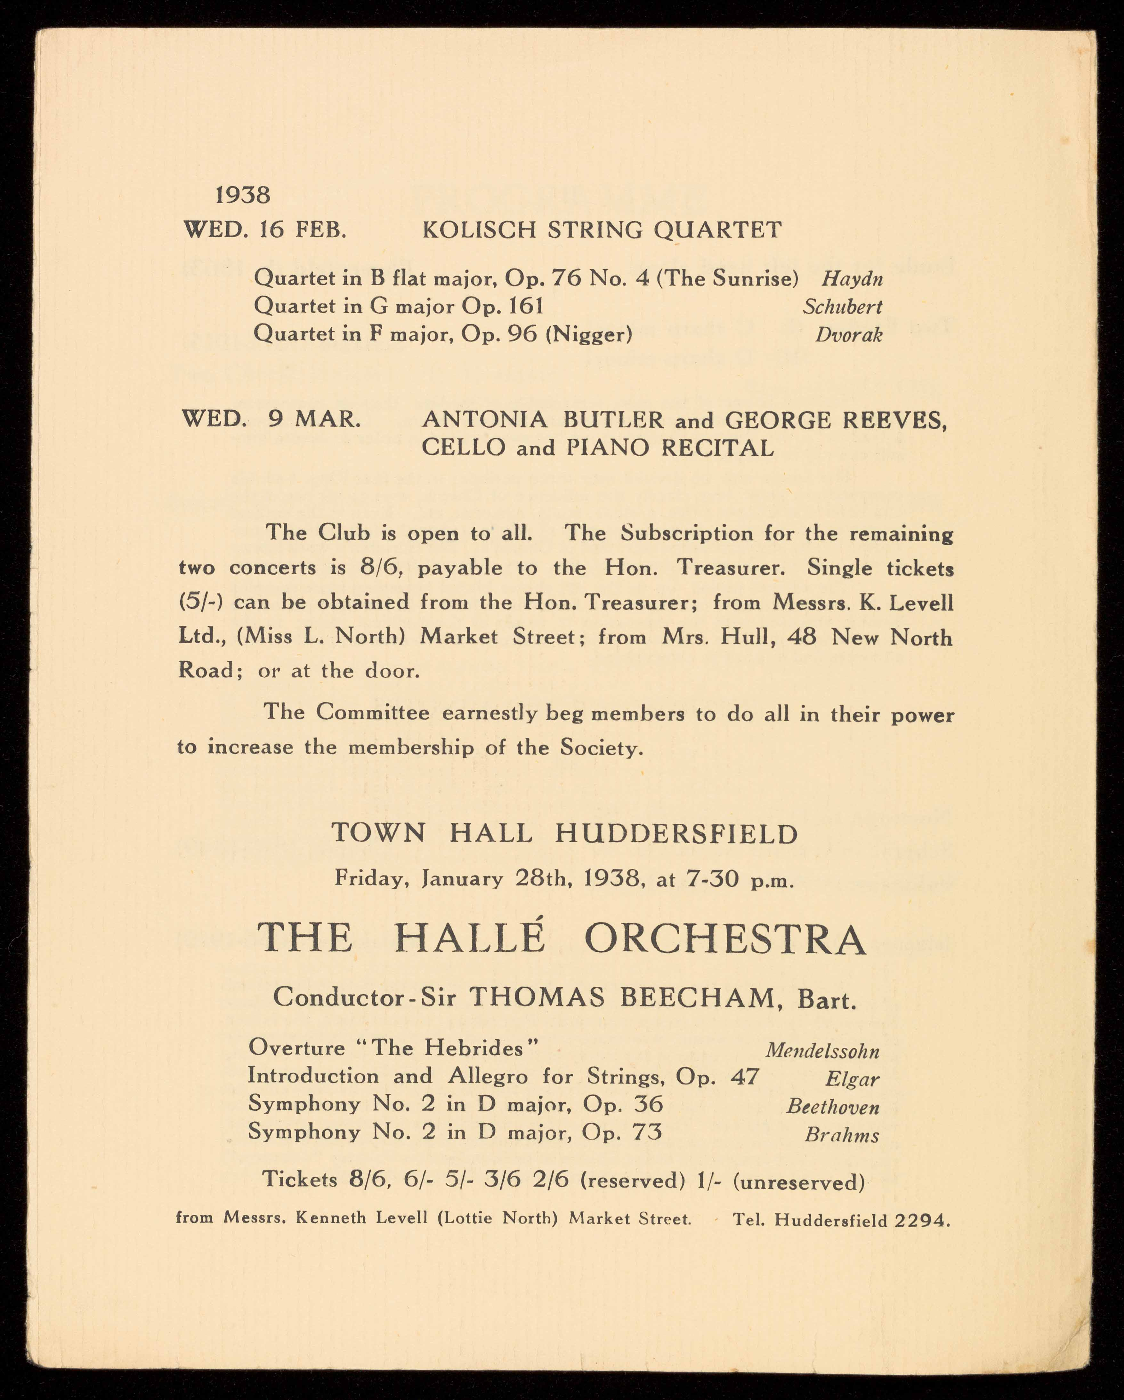 1938
WED. 16 FEB. KOLISCH STRING QUARTET
Quartet in B flat major, Op. 76 No. 4 (The Sunrise) Haydn
Quartet in G major Op. 161 Schubert
Quartet in F major, Op. 96 (Nigger) Dvorak
WED. 9 MAR. ANTONIA BUTLER and GEORGE REEVES,
CELLO and PIANO RECITAL
The Club is open to all. The Subscription for the remaining
two concerts is 8/6, payable to the Hon. Treasurer. Single tickets
(5/-) can be obtained from the Hon. Treasurer; from Messrs. K. Levell
Ltd., (Miss L. North) Market Street; from Mrs. Hull, 48 New North
Road; or at the door.
The Committee earnestly beg members to do all in their power
to increase the membership of the Society.
TOWN HALL HUDDERSFIELD
Friday, January 28th, 1938, at 7-30 p.m.
THE HALLÉ ORCHESTRA
Conductor-Sir THOMAS BEECHAM, Bart.
Overture "The Hebrides" Mendelssohn
Introduction and Allegro for Strings, Op. 47 Elgar
Symphony No. 2 in D major, Op. 36 Beethoven
Symphony No. 2 in D major, Op. 73 Brahms
Tickets 8/6, 6/- 5/- 3/6 2/6 (reserved) 1/- (unreserved)
from Messrs. Kenneth Levell (Lottie North) Market Street. Tel. Huddersfield 2294.